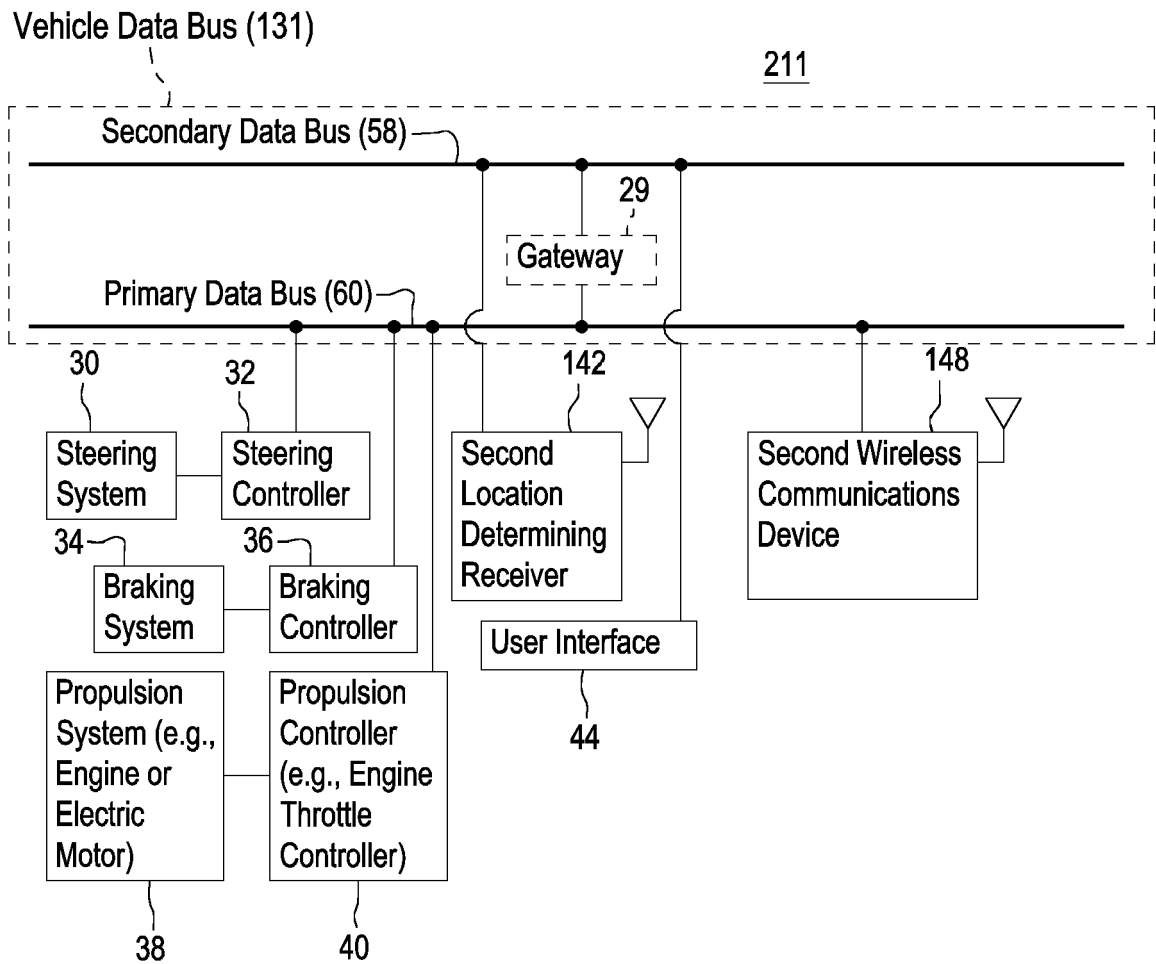 Vehicle Data Bus (131)
211
Secondary Data Bus (58)
29
Gateway
Primary Data Bus (60)
30
32
142
148
Steering
System
Steering
Controller
Second
Location
Determining
Receiver
Second Wireless
Communications
Device
34
36
Braking
System
Braking
Controller
User Interface
44
Propulsion
System (e.g.,
Engine or
Electric
Motor)
Propulsion
Controller
(e.g., Engine
Throttle
Controller)
38
40